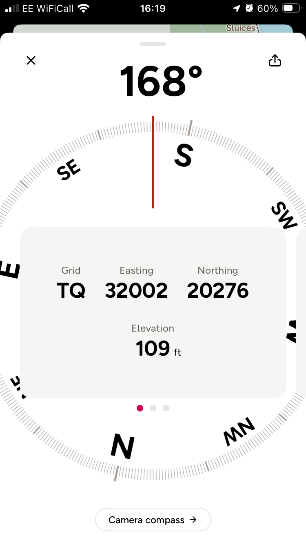 EE WiFiCall 16:19 60%
Sluices
168°
S
SE
SW
E
Grid Easting Northing
TQ 32002 20276
Elevation
109 ft
N
NW
Camera compass →